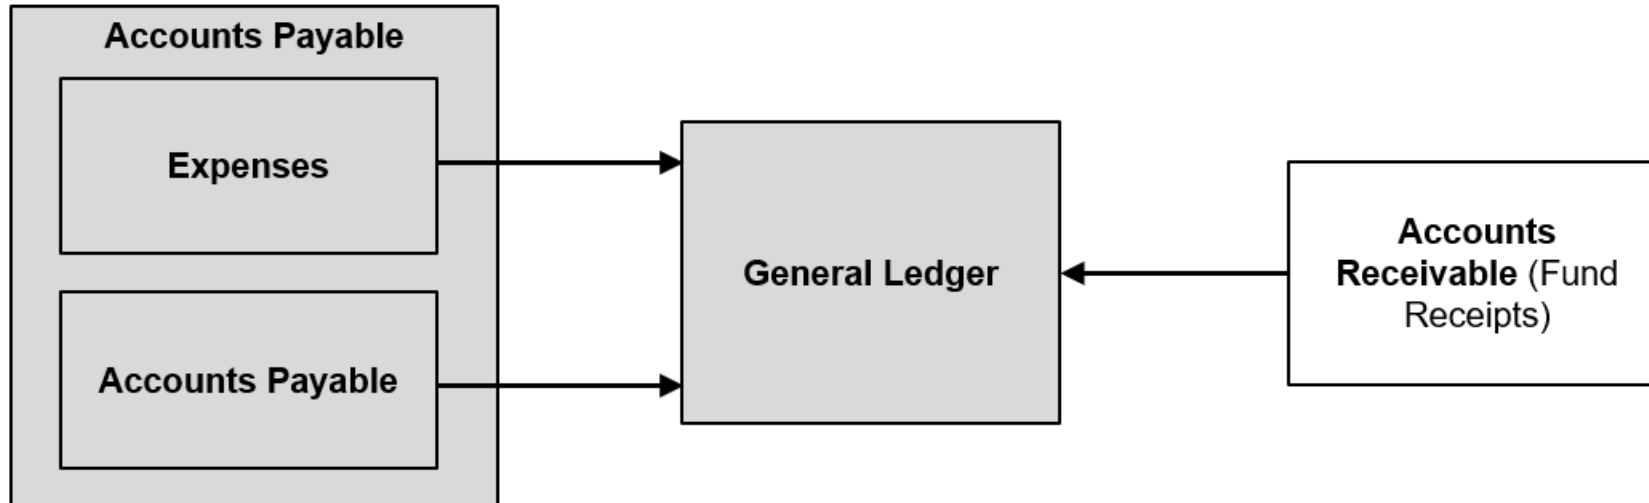 Accounts Payable
Expenses
Accounts Payable
General Ledger
Accounts
Receivable (Fund
Receipts)